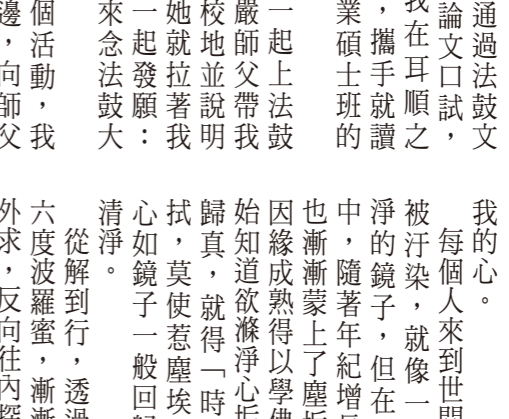 通過法鼓文
論文口試，
我在耳順之
，攜手就讀
業碩士班的
一起上法鼓
嚴師父帶我
校地並說明
她就拉著我
一起發願：
來念法鼓大
個活動，我
邊，向師父
我的心。
每個人來到世間
被汙染，就像一
淨的鏡子，但在
中，隨著年紀增長
也漸漸蒙上了塵垢
因緣成熟得以學佛
始知道欲滌淨心垢
歸真，就得「時
拭，莫使惹塵埃
心如鏡子一般回歸
清淨。
從解到行，透過
六度波羅蜜，漸漸
外求，反向往內探